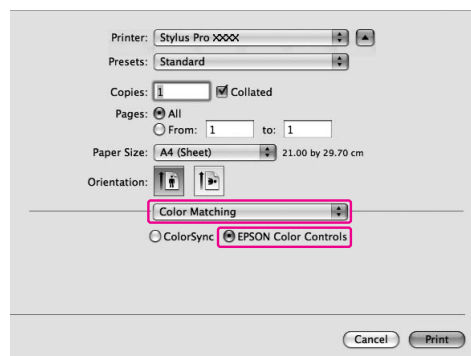 Printer: Stylus Pro XXXX
Presets: Standard
Copies: 1 Collated
Pages: All
From: 1 to: 1
Paper Size: A4 (Sheet) 21.00 by 29.70 cm
Orientation:
Color Matching
ColorSync EPSON Color Controls
Cancel Print